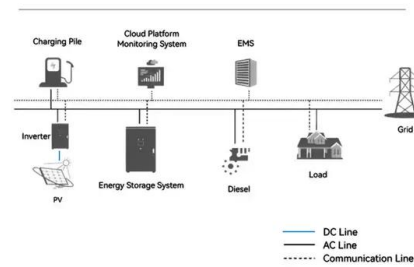 Charging Pile
Cloud Platform
Monitoring System
EMS
Inverter
Grid
PV
Energy Storage System
Diesel
Load
DC Line
AC Line
Communication Line